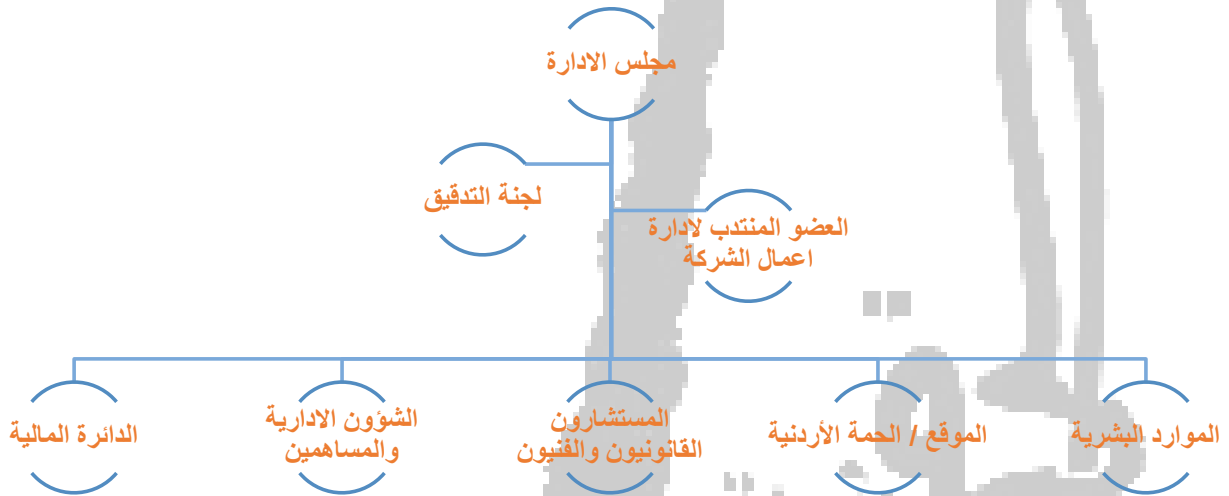 مجلس الادارة
لجنة التدقيق
العضو المنتدب لادارة
اعمال الشركة
الموارد البشرية
الموقع / الحمة الأردنية
المستشارون
القانونيون والفنيون
الشؤون الادارية
والمساهمين
الدائرة المالية